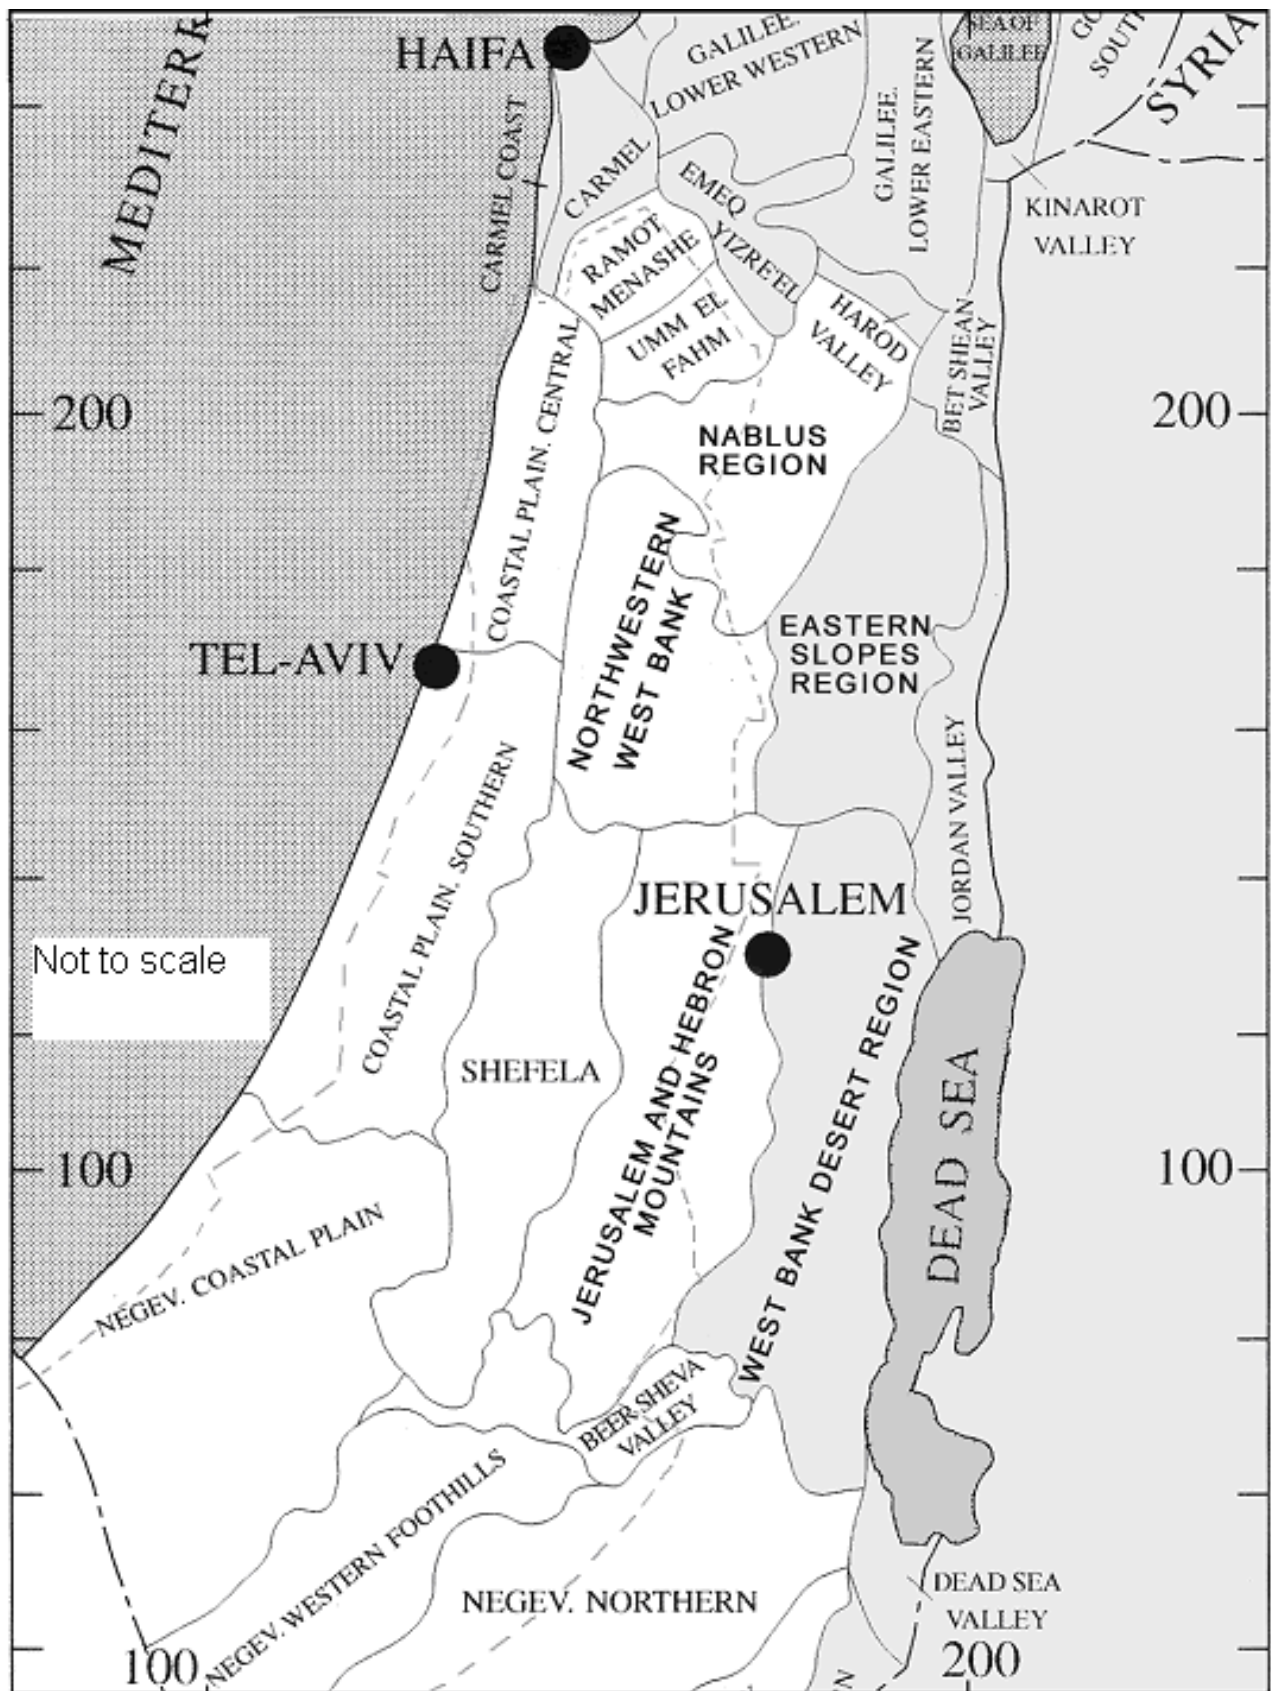 HAIFA
GALILEE.
LOWER WESTERN
SEA OF
GALILEE
SOUTH
SYRIA
MEDITERR
CARMEL COAST
CARMEL
EMEQ
YIZRE'EL
GALILEE.
LOWER EASTERN
KINAROT
VALLEY
RAMOT
MENASHE
UMM EL
FAHM
HAROD
VALLEY
BET SHEAN
VALLEY
200
200
COASTAL PLAIN. CENTRAL
NABLUS
REGION
NORTHWESTERN
WEST BANK
EASTERN
SLOPES
REGION
TEL-AVIV
JORDAN VALLEY
COASTAL PLAIN. SOUTHERN
JERUSALEM
Not to scale
SHEFELA
JERUSALEM AND HEBRON
MOUNTAINS
WEST BANK DESERT REGION
DEAD SEA
100
100
NEGEV. COASTAL PLAIN
BEER SHEVA
VALLEY
NEGEV. WESTERN FOOTHILLS
NEGEV. NORTHERN
DEAD SEA
VALLEY
100
200